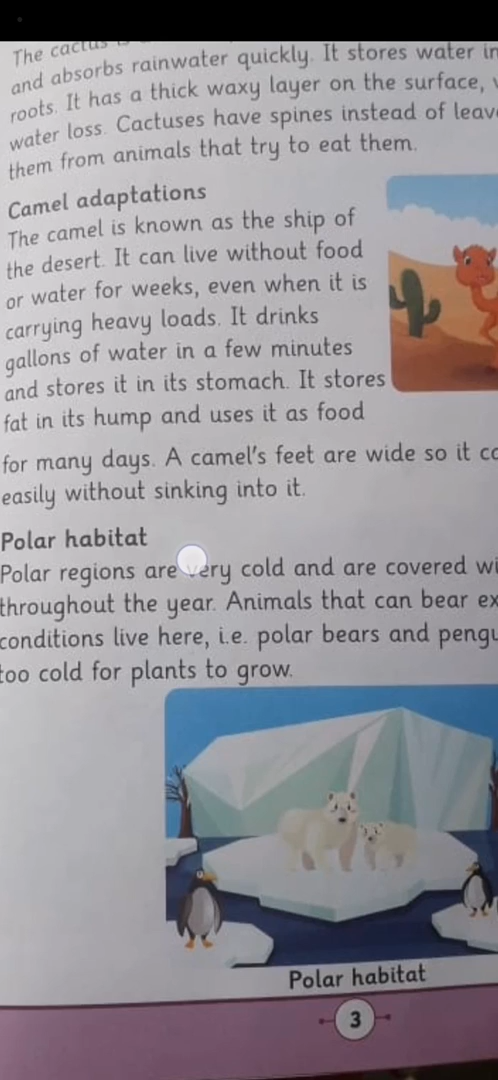 The cactus is
and absorbs rainwater quickly. It stores water in
roots. It has a thick waxy layer on the surface,
water loss. Cactuses have spines instead of
them from animals that try to eat them.
Camel adaptations
The camel is known as the ship of
the desert. It can live without food
or water for weeks, even when it is
carrying heavy loads. It drinks
gallons of water in a few minutes
and stores it in its stomach. It stores
fat in its hump and uses it as food
for many days. A camel's feet are wide so it
easily without sinking into it.
Polar habitat
Polar regions are very cold and are covered
throughout the year. Animals that can bear
conditions live here, i.e. polar bears and
too cold for plants to grow.
Polar habitat
3